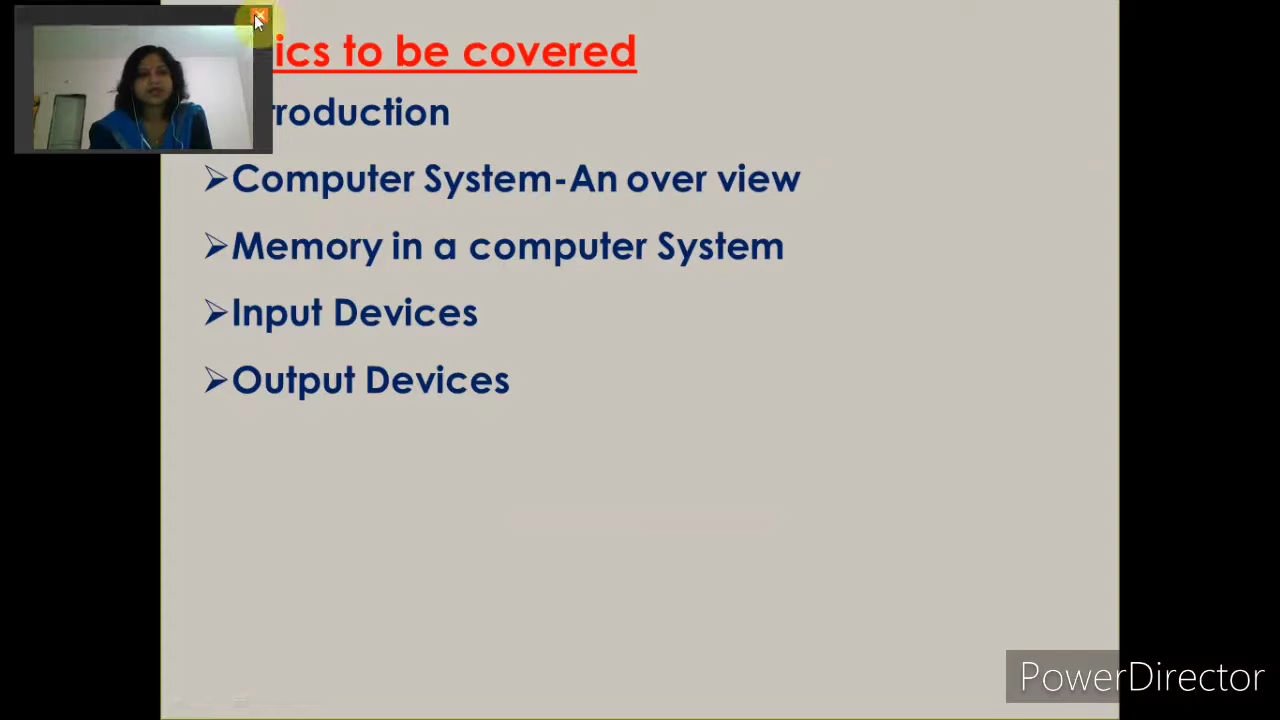 ics to be covered
roduction
➢Computer System-An over view
➢Memory in a computer System
➢Input Devices
➢Output Devices
PowerDirector